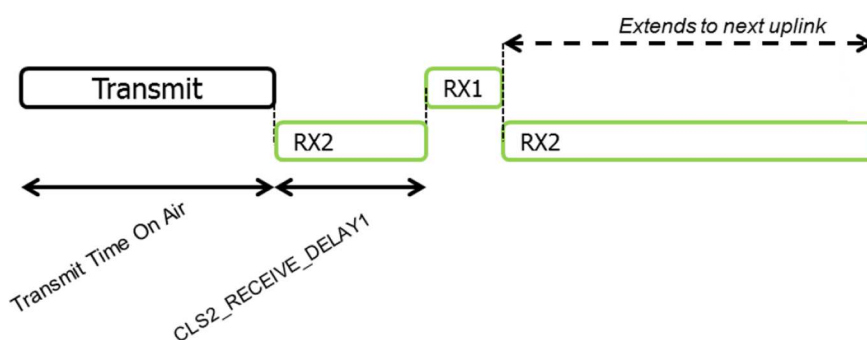 Extends to next uplink
Transmit
RX1
RX2
RX2
Transmit Time On Air
CLS2_RECEIVE_DELAY1